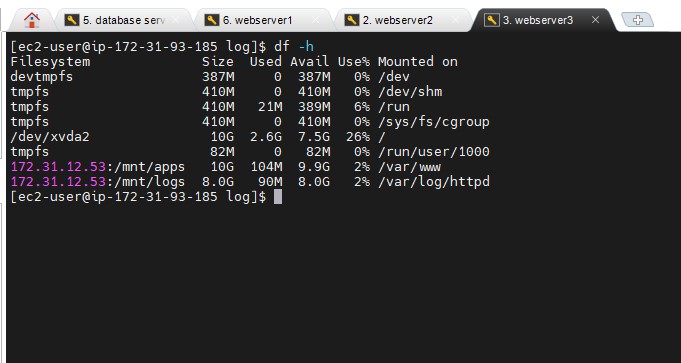 5. database serv
6. webserver1
2. webserver2
3. webserver3
[ec2-user@ip-172-31-93-185 log]$ df -h
Filesystem Size Used Avail Use% Mounted on
devtmpfs 387M 0 387M 0% /dev
tmpfs 410M 0 410M 0% /dev/shm
tmpfs 410M 21M 389M 6% /run
tmpfs 410M 0 410M 0% /sys/fs/cgroup
/dev/xvda2 10G 2.6G 7.5G 26% /
tmpfs 82M 0 82M 0% /run/user/1000
172.31.12.53:/mnt/apps 10G 104M 9.9G 2% /var/www
172.31.12.53:/mnt/logs 8.0G 90M 8.0G 2% /var/log/httpd
[ec2-user@ip-172-31-93-185 log]$